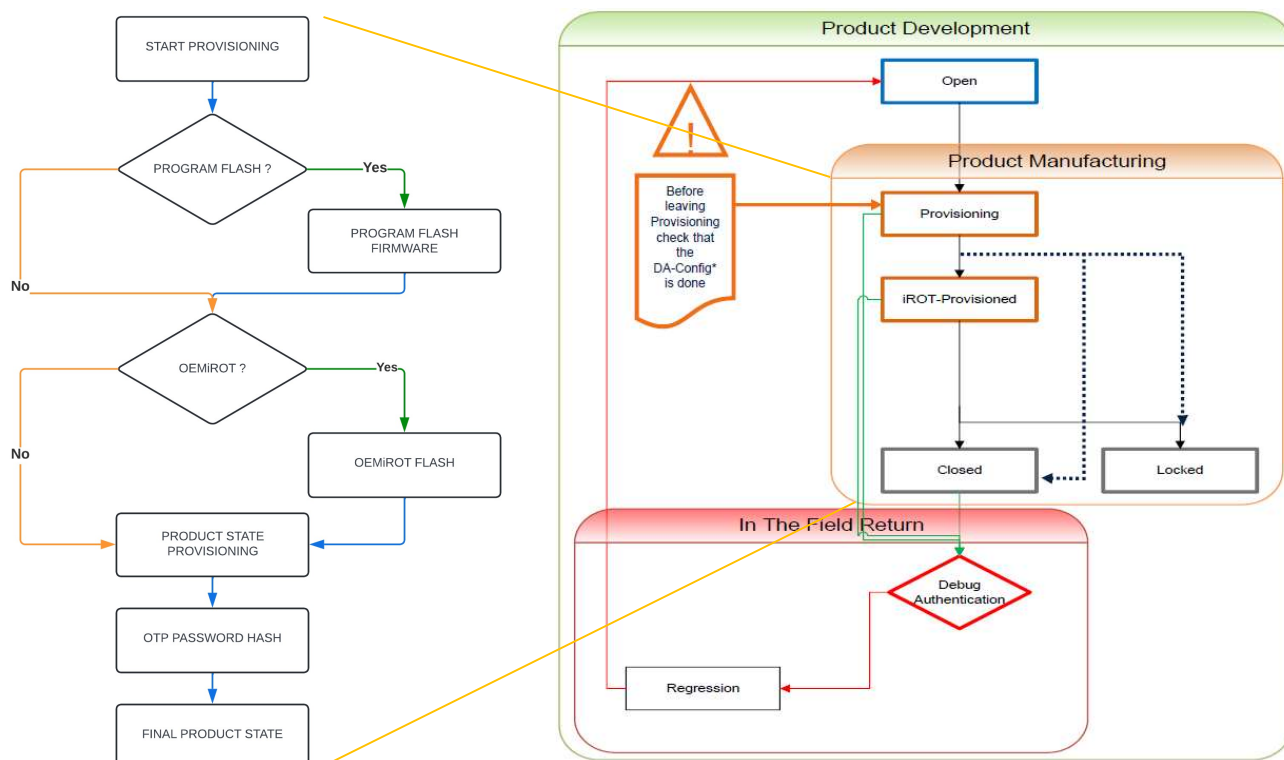 START PROVISIONING
PROGRAM FLASH ?
Yes
PROGRAM FLASH
FIRMWARE
No
OEMiROT ?
Yes
OEMiROT FLASH
No
PRODUCT STATE
PROVISIONING
OTP PASSWORD HASH
FINAL PRODUCT STATE
Product Development
Open
!
Before
leaving
Provisioning
check that
the
DA-Config*
is done
Product Manufacturing
Provisioning
iROT-Provisioned
Closed
Locked
In The Field Return
Debug
Authentication
Regression